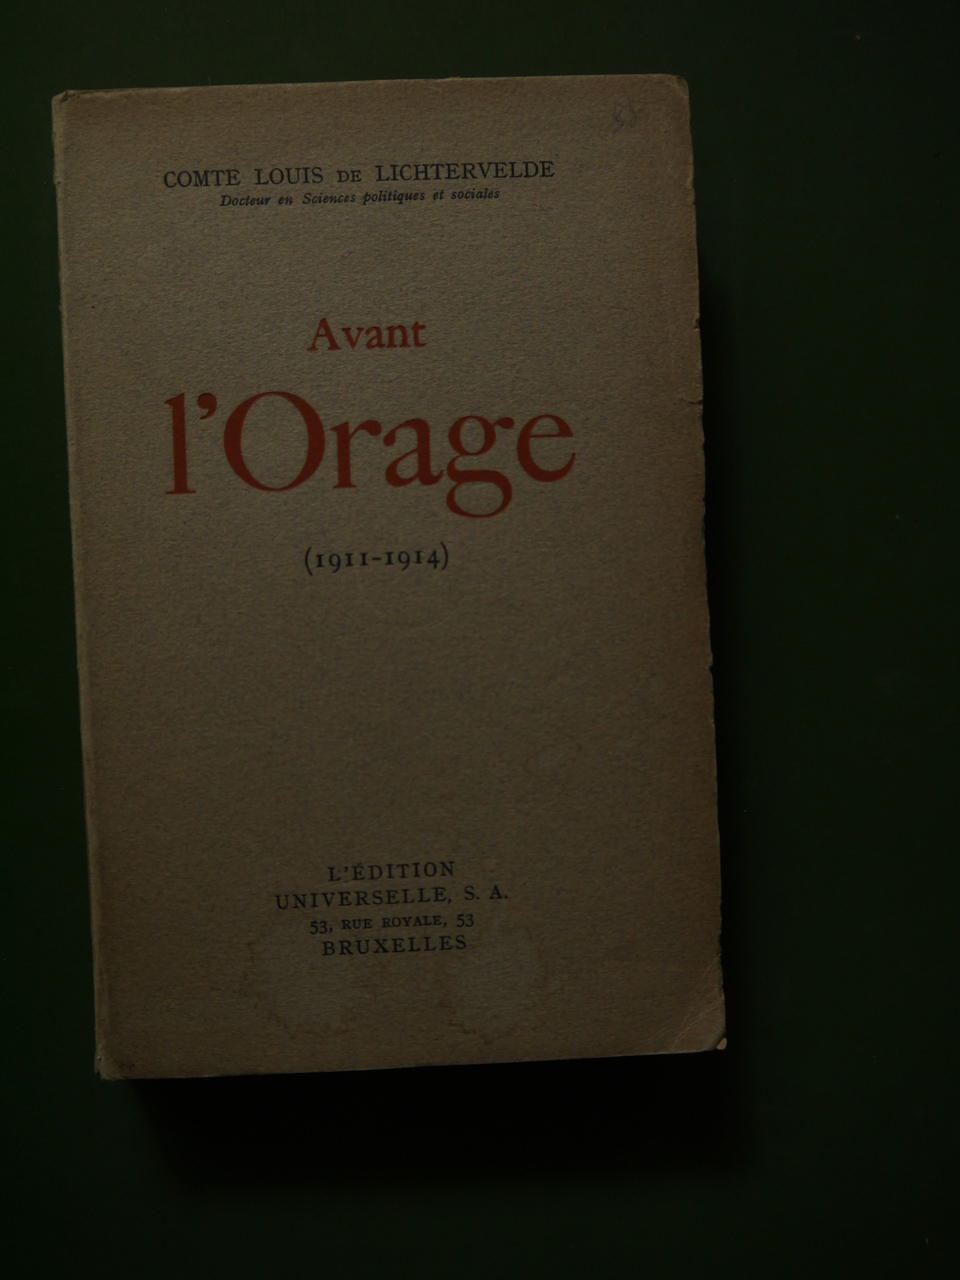 COMTE LOUIS DE LICHTERVELDE
Docteur en Sciences politiques et sociales
Avant
l'Orage
(1911-1914)
L'ÉDITION
UNIVERSELLE, S. A.
53, RUE ROYALE, 53
BRUXELLES